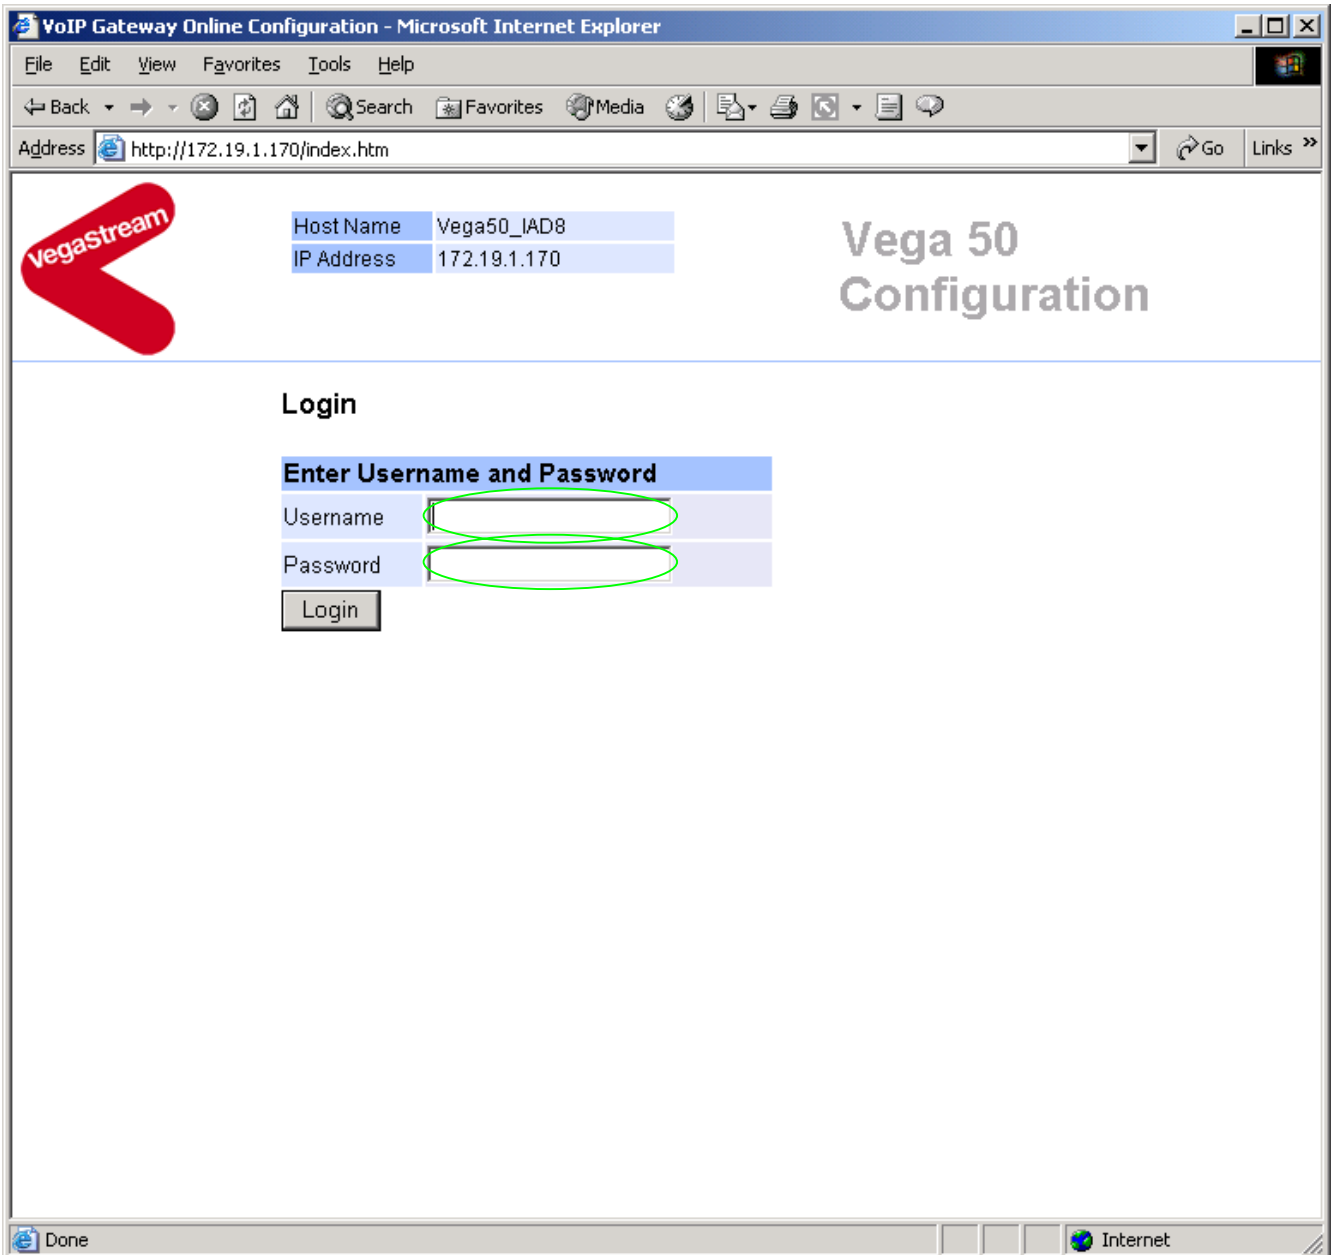 VoIP Gateway Online Configuration - Microsoft Internet Explorer
File Edit View Favorites Tools Help
Back Search Favorites Media
Address http://172.19.1.170/index.htm Go Links »
VegaStream
Host Name Vega50_IAD8
IP Address 172.19.1.170
Vega 50
Configuration
Login
Enter Username and Password
Username
Password
Login
Done Internet